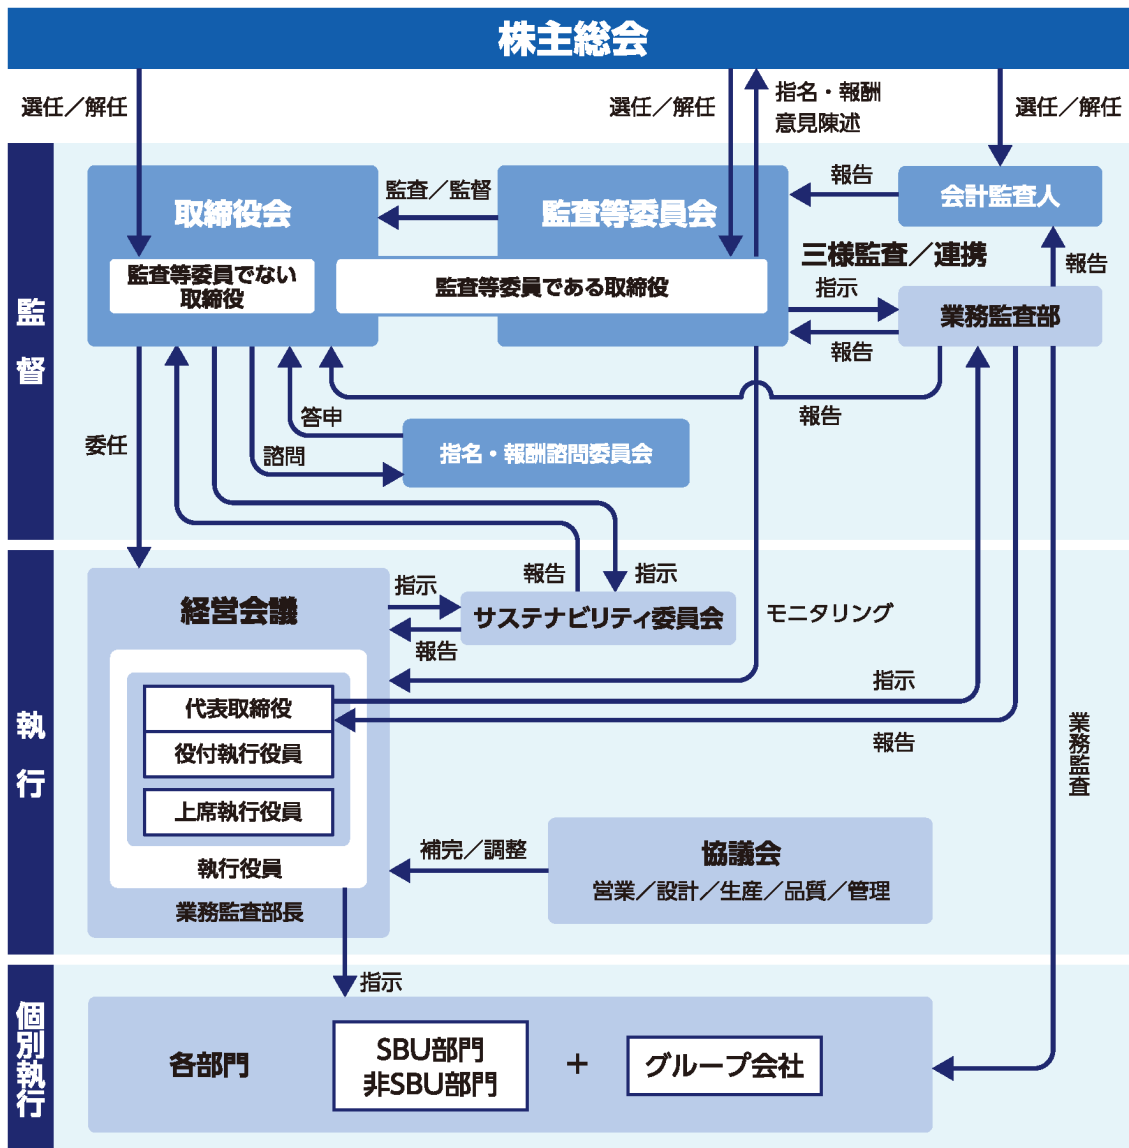 株主総会
選任／解任
選任／解任
指名・報酬
意見陳述
選任／解任
監督
取締役会
監査／監督
監査等委員会
報告
会計監査人
三様監査／連携
報告
監査等委員でない
取締役
監査等委員である取締役
指示
業務監査部
報告
報告
答申
委任
諮問
指名・報酬諮問委員会
執行
報告
指示
経営会議
指示
サステナビリティ委員会
モニタリング
報告
代表取締役
指示
役付執行役員
報告
業務監査
上席執行役員
補完／調整
協議会
執行役員
営業／設計／生産／品質／管理
業務監査部長
指示
個別執行
各部門
SBU部門
非SBU部門
+
グループ会社